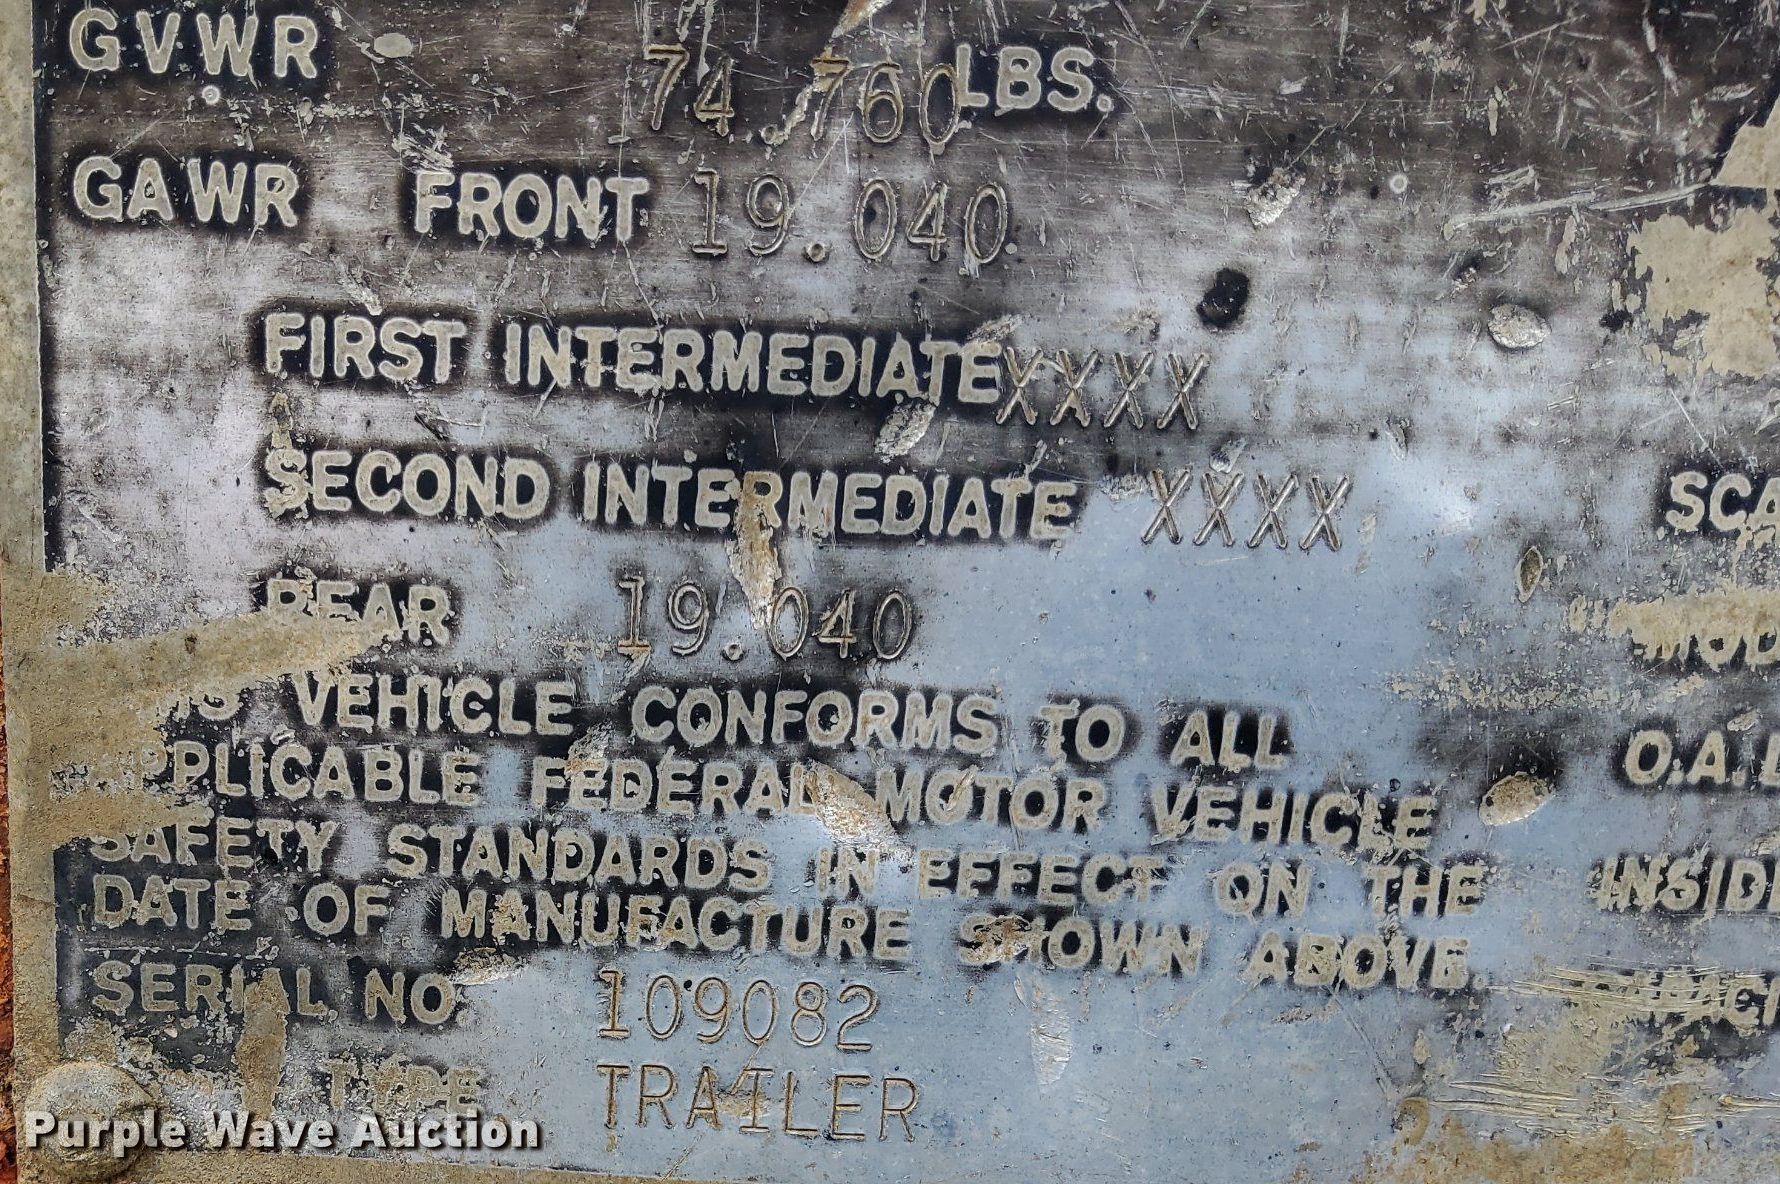 GVWR 74.760 LBS.
GAWR FRONT 19.040
FIRST INTERMEDIATE XXXX
SECOND INTERMEDIATE XXXX
REAR 19.040
VEHICLE CONFORMS TO ALL
APPLICABLE FEDERAL MOTOR VEHICLE
SAFETY STANDARDS IN EFFECT ON THE
DATE OF MANUFACTURE SHOWN ABOVE.
SERIAL NO 109082
TYPE TRAILER
SCA
MOD
O.A.L
INSID
Purple Wave Auction